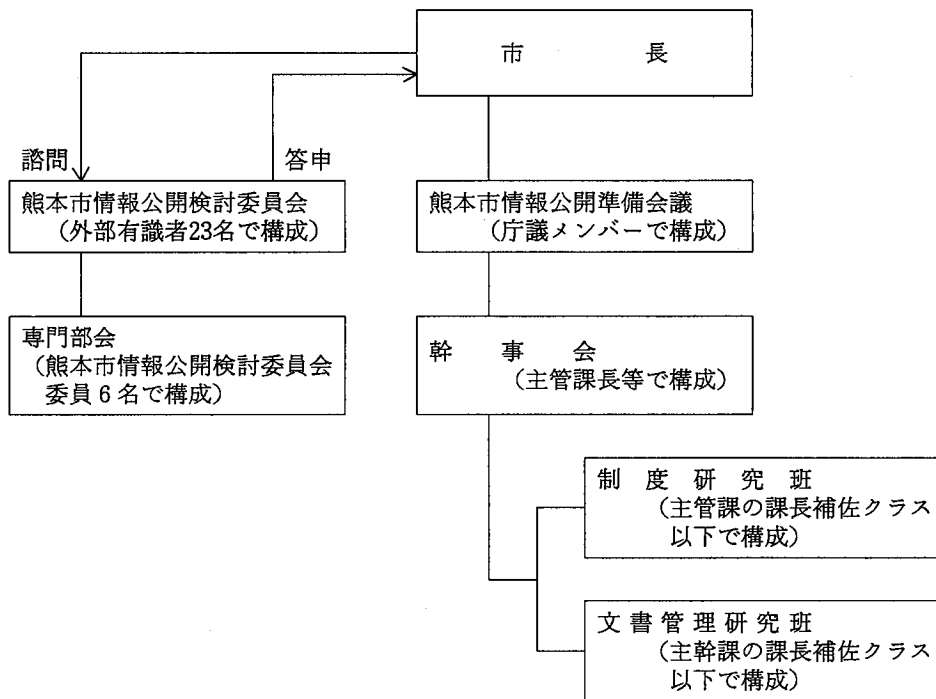 市　　　長
諮問
答申
熊本市情報公開検討委員会
（外部有識者23名で構成）
熊本市情報公開準備会議
（庁議メンバーで構成）
専門部会
（熊本市情報公開検討委員会
委員６名で構成）
幹　事　会
（主管課長等で構成）
制　度　研　究　班
（主管課の課長補佐クラス
以下で構成）
文書管理研究班
（主幹課の課長補佐クラス
以下で構成）